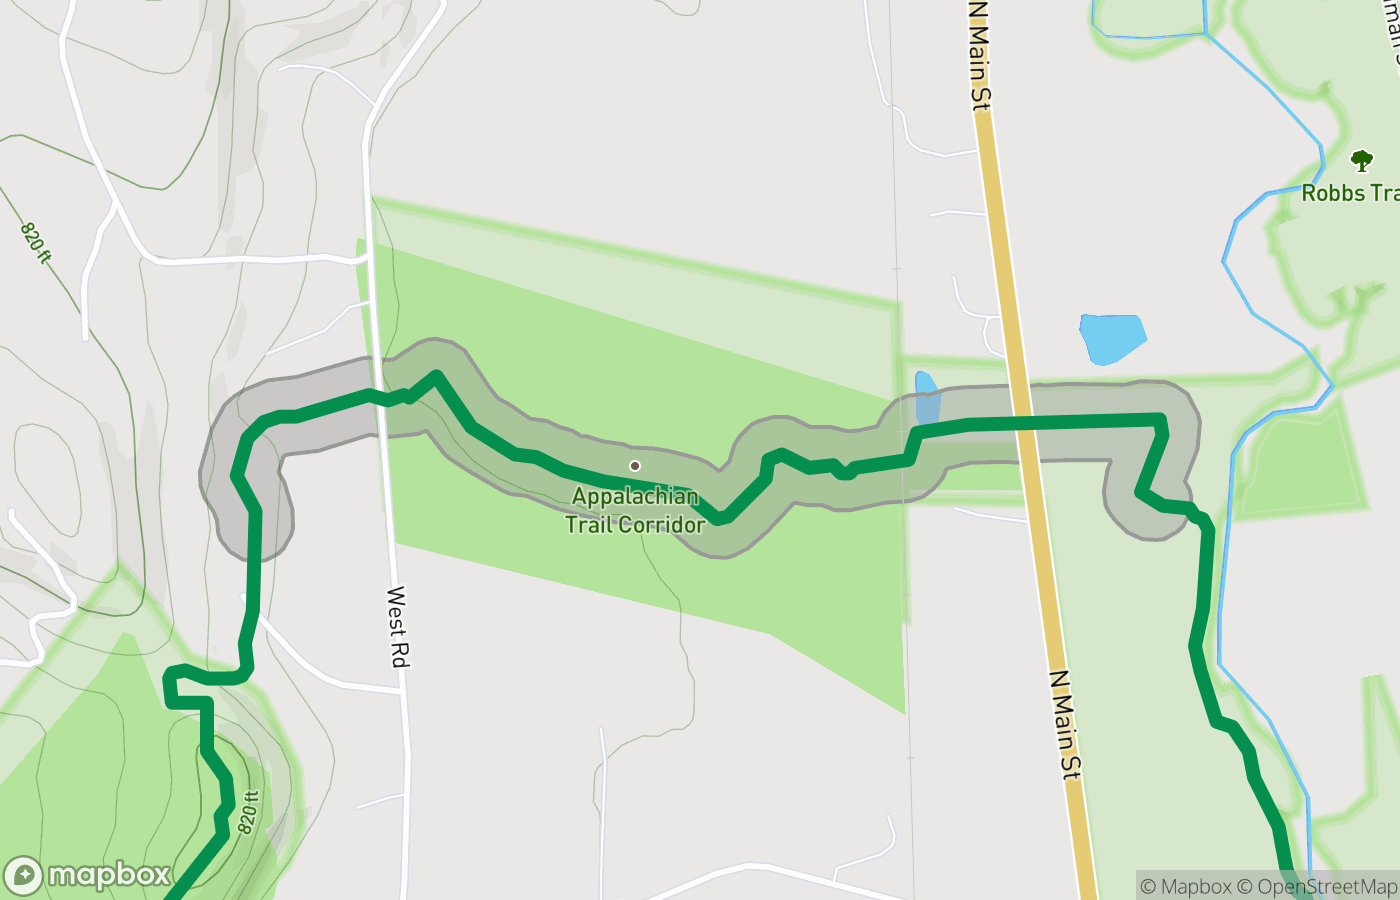 N Main St
Robbs Tra
820 ft
Appalachian
Trail Corridor
West Rd
N Main St
820 ft
mapbox
© Mapbox © OpenStreetMap